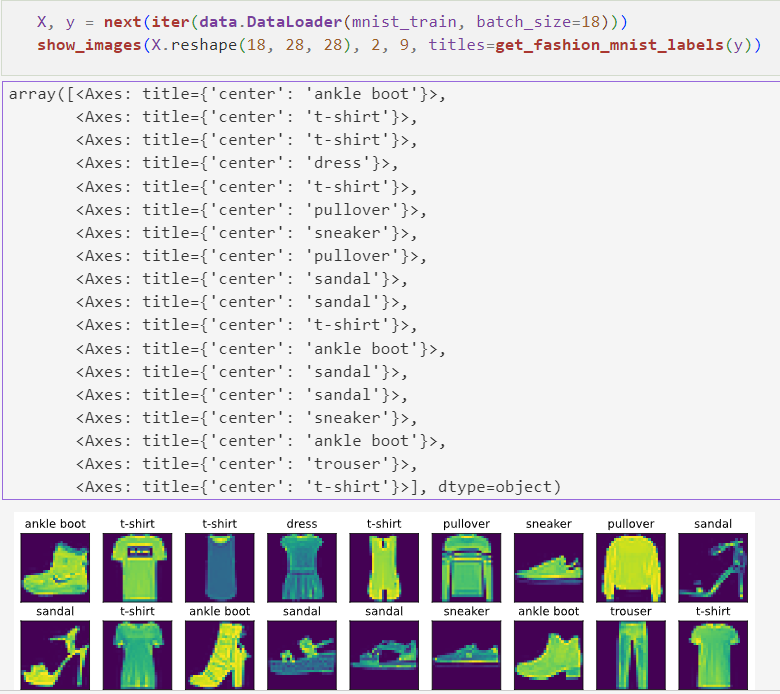 X, y = next(iter(data.DataLoader(mnist_train, batch_size=18)))
show_images(X.reshape(18, 28, 28), 2, 9, titles=get_fashion_mnist_labels(y))
array([<Axes: title={'center': 'ankle boot'}>,
<Axes: title={'center': 't-shirt'}>,
<Axes: title={'center': 't-shirt'}>,
<Axes: title={'center': 'dress'}>,
<Axes: title={'center': 't-shirt'}>,
<Axes: title={'center': 'pullover'}>,
<Axes: title={'center': 'sneaker'}>,
<Axes: title={'center': 'pullover'}>,
<Axes: title={'center': 'sandal'}>,
<Axes: title={'center': 'sandal'}>,
<Axes: title={'center': 't-shirt'}>,
<Axes: title={'center': 'ankle boot'}>,
<Axes: title={'center': 'sandal'}>,
<Axes: title={'center': 'sandal'}>,
<Axes: title={'center': 'sneaker'}>,
<Axes: title={'center': 'ankle boot'}>,
<Axes: title={'center': 'trouser'}>,
<Axes: title={'center': 't-shirt'}>], dtype=object)
ankle boot t-shirt t-shirt dress t-shirt pullover sneaker pullover sandal
sandal t-shirt ankle boot sandal sandal sneaker ankle boot trouser t-shirt